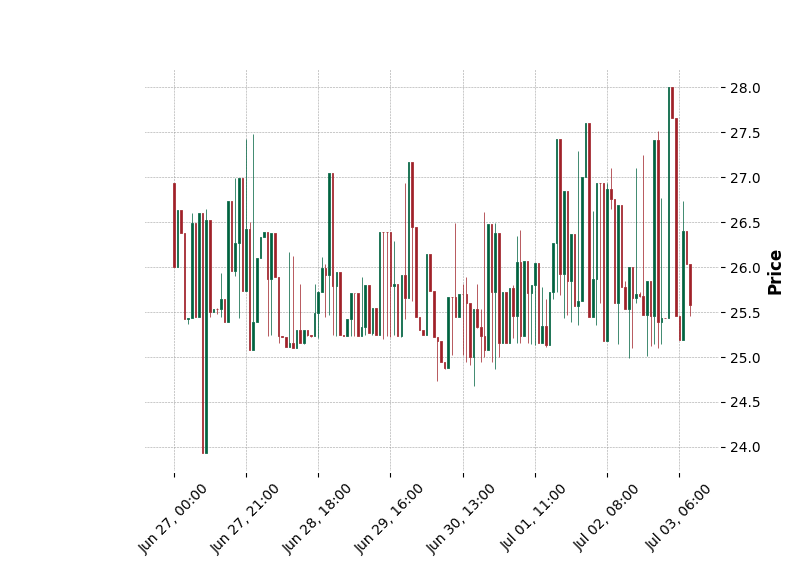 28.0
27.5
27.0
26.5
26.0
25.5
25.0
24.5
24.0
Price
Jun 27, 00:00
Jun 27, 21:00
Jun 28, 18:00
Jun 29, 16:00
Jun 30, 13:00
Jul 01, 11:00
Jul 02, 08:00
Jul 03, 06:00